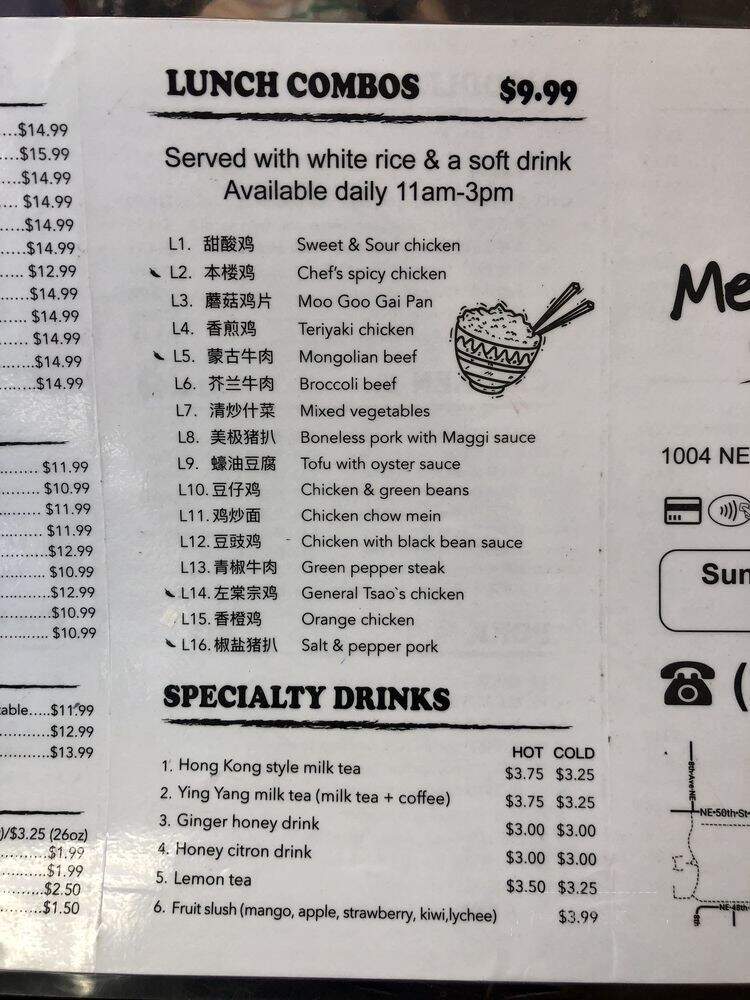 ....$14.99
....$15.99
....$14.99
.... $14.99
....$14.99
....$14.99
.... $12.99
....$14.99
.... $14.99
.... $14.99
....$14.99
....$14.99
.... $11.99
.... $10.99
.... $11.99
.... $11.99
....$12.99
.... $10.99
....$12.99
....$10.99
.... $10.99
able.....$11.99
....$12.99
....$13.99
)/$3.25 (26oz)
....$1.99
....$1.99
....$2.50
....$1.50
LUNCH COMBOS $9.99
Served with white rice & a soft drink
Available daily 11am-3pm
L1. 甜酸鸡 Sweet & Sour chicken
L2. 本楼鸡 Chef's spicy chicken
L3. 蘑菇鸡片 Moo Goo Gai Pan
L4. 香煎鸡 Teriyaki chicken
L5. 蒙古牛肉 Mongolian beef
L6. 芥兰牛肉 Broccoli beef
L7. 清炒什菜 Mixed vegetables
L8. 美极猪扒 Boneless pork with Maggi sauce
L9. 蠔油豆腐 Tofu with oyster sauce
L10. 豆仔鸡 Chicken & green beans
L11. 鸡炒面 Chicken chow mein
L12. 豆豉鸡 Chicken with black bean sauce
L13. 青椒牛肉 Green pepper steak
L14. 左棠宗鸡 General Tsao`s chicken
L15. 香橙鸡 Orange chicken
L16. 椒盐猪扒 Salt & pepper pork
SPECIALTY DRINKS
HOT COLD
1. Hong Kong style milk tea $3.75 $3.25
2. Ying Yang milk tea (milk tea + coffee) $3.75 $3.25
3. Ginger honey drink $3.00 $3.00
4. Honey citron drink $3.00 $3.00
5. Lemon tea $3.50 $3.25
6. Fruit slush (mango, apple, strawberry, kiwi,lychee) $3.99
Me
1004 NE
Sun
(
8th-Ave-NE
NE-50th-St
NE-48th
8th